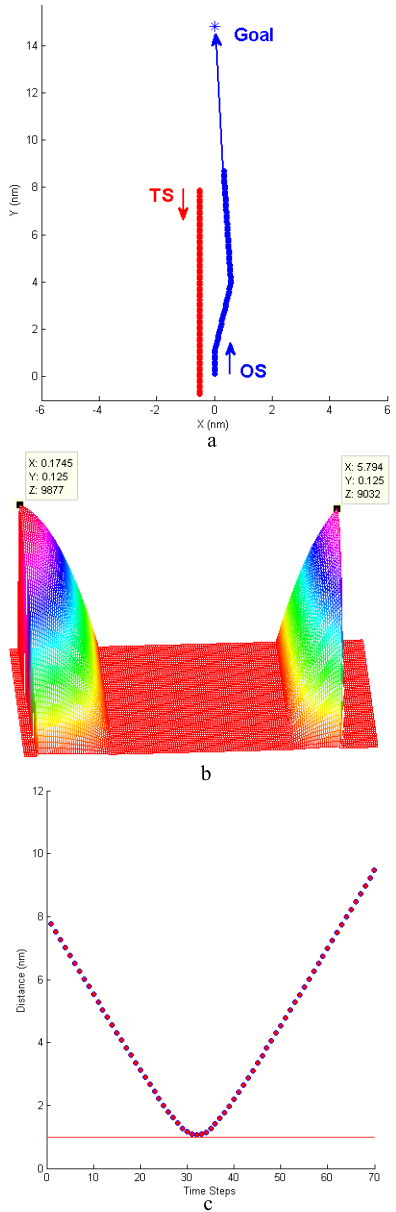 14
12
10
8
6
4
2
0
Y (nm)
Goal
TS
OS
-6 -4 -2 0 2 4 6
X (nm)
a
X: 0.1745
Y: 0.125
Z: 9877
X: 5.794
Y: 0.125
Z: 9032
b
12
10
8
6
4
2
0
Distance (nm)
0 10 20 30 40 50 60 70
Time Steps
c